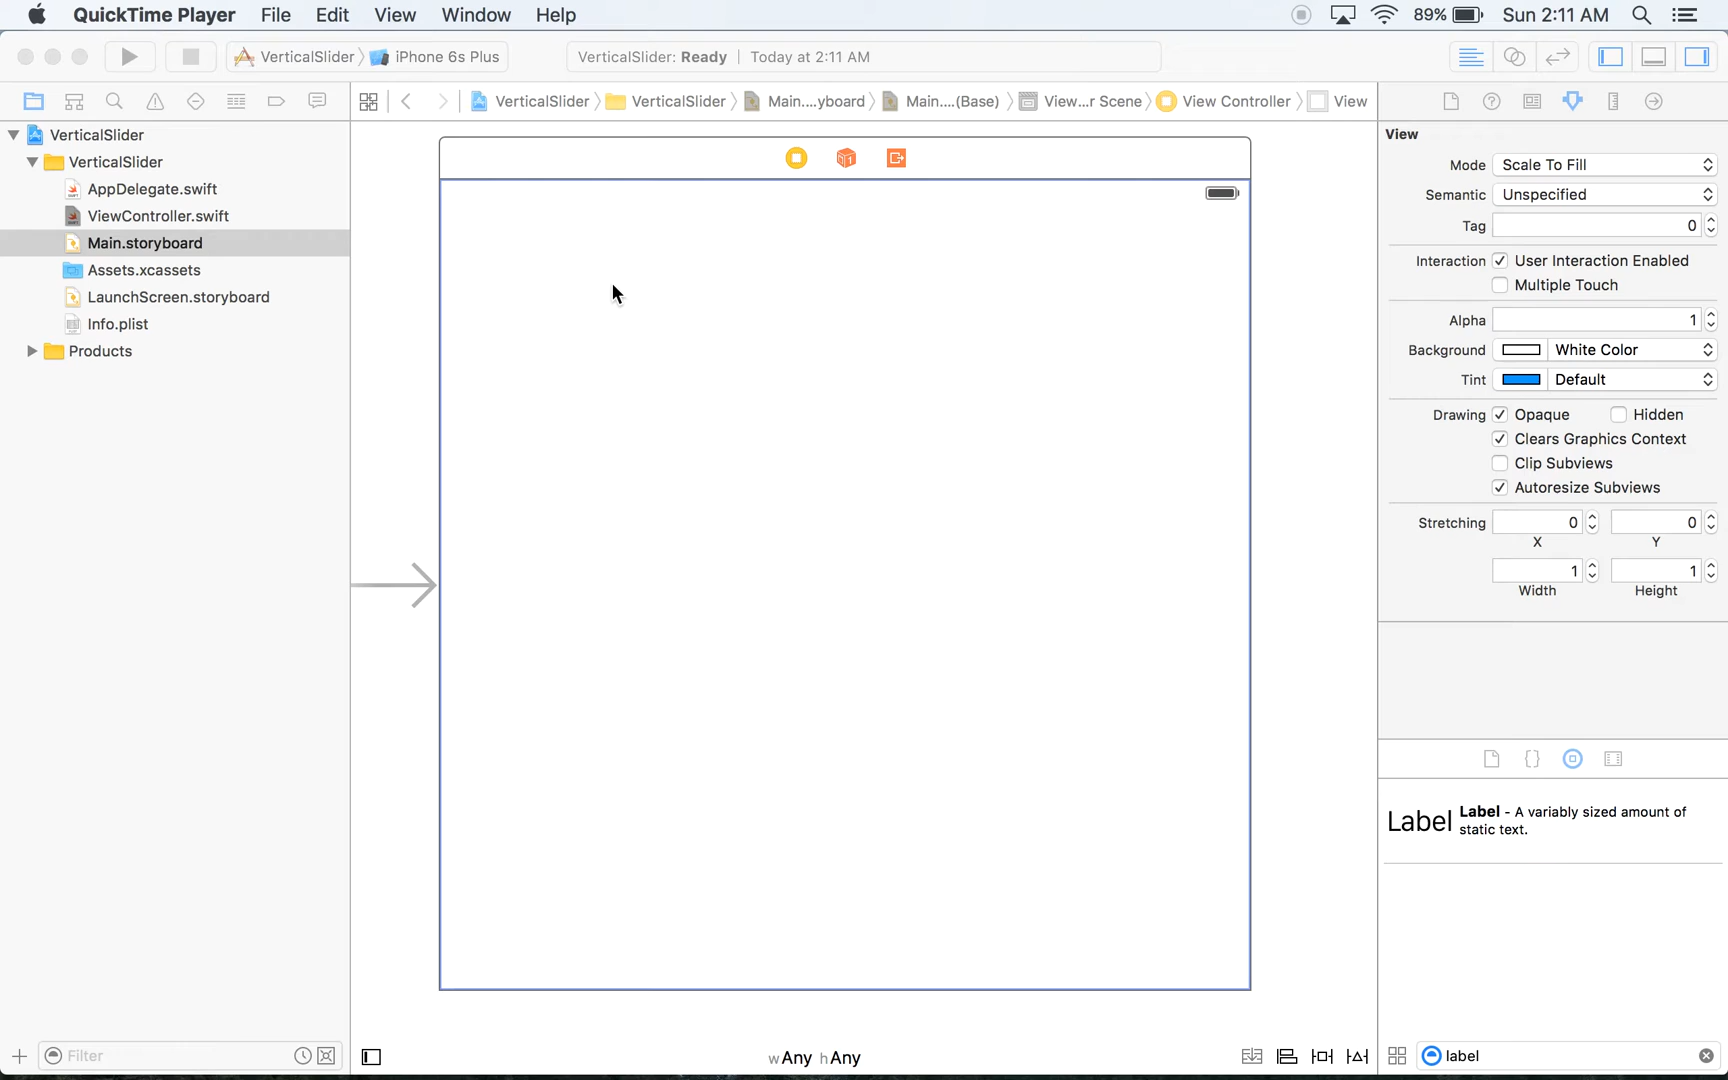 QuickTime Player File Edit View Window Help 89% Sun 2:11 AM
VerticalSlider iPhone 6s Plus VerticalSlider: Ready Today at 2:11 AM
VerticalSlider VerticalSlider Main....yboard Main....(Base) View...r Scene View Controller View
VerticalSlider
VerticalSlider
AppDelegate.swift
ViewController.swift
Main.storyboard
Assets.xcassets
LaunchScreen.storyboard
Info.plist
Products
View
Mode Scale To Fill
Semantic Unspecified
Tag 0
Interaction User Interaction Enabled
Multiple Touch
Alpha 1
Background White Color
Tint Default
Drawing Opaque Hidden
Clears Graphics Context
Clip Subviews
Autoresize Subviews
Stretching 0 0
X Y
1 1
Width Height
Label Label - A variably sized amount of
static text.
Filter
wAny hAny
label